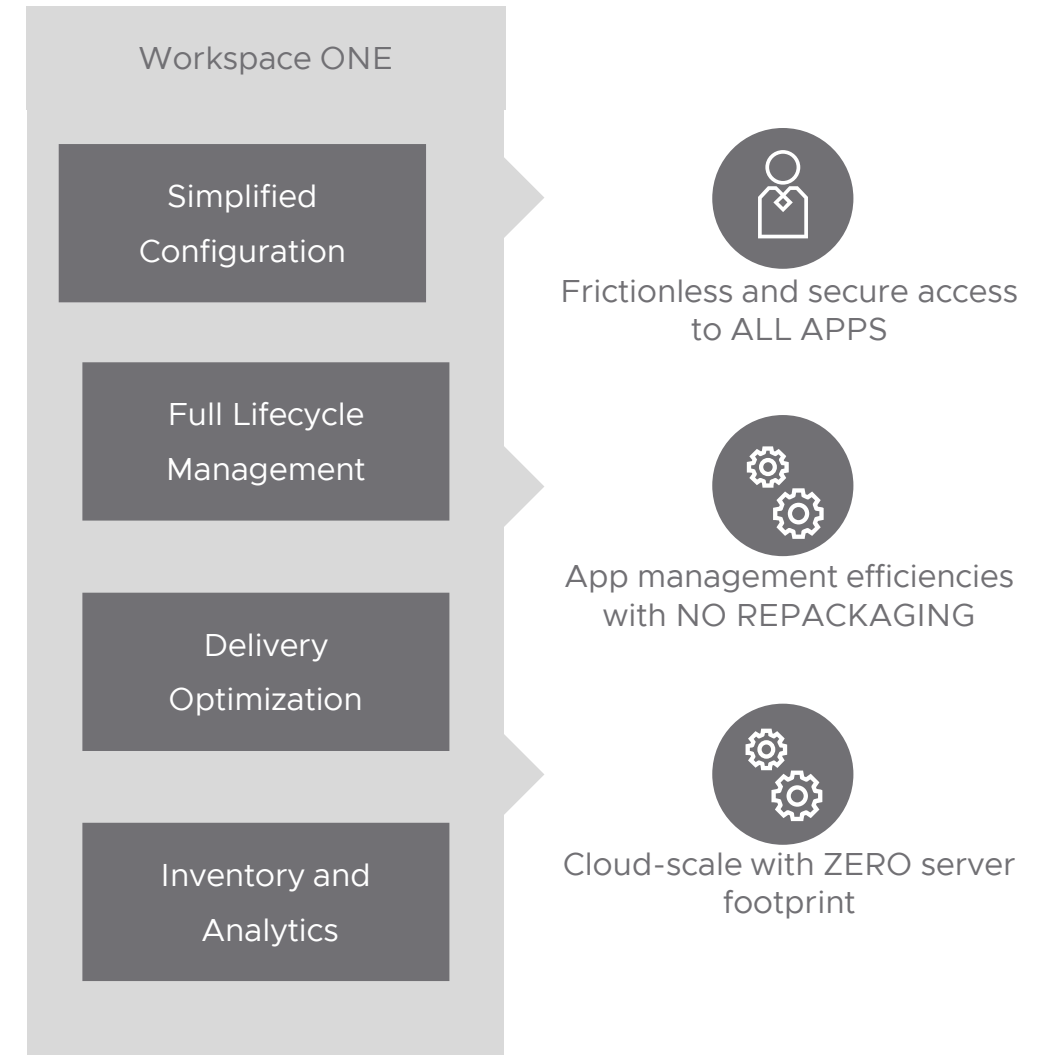 Workspace ONE
Simplified
Configuration
Full Lifecycle
Management
Delivery
Optimization
Inventory and
Analytics
Frictionless and secure access
to ALL APPS
App management efficiencies
with NO REPACKAGING
Cloud-scale with ZERO server
footprint